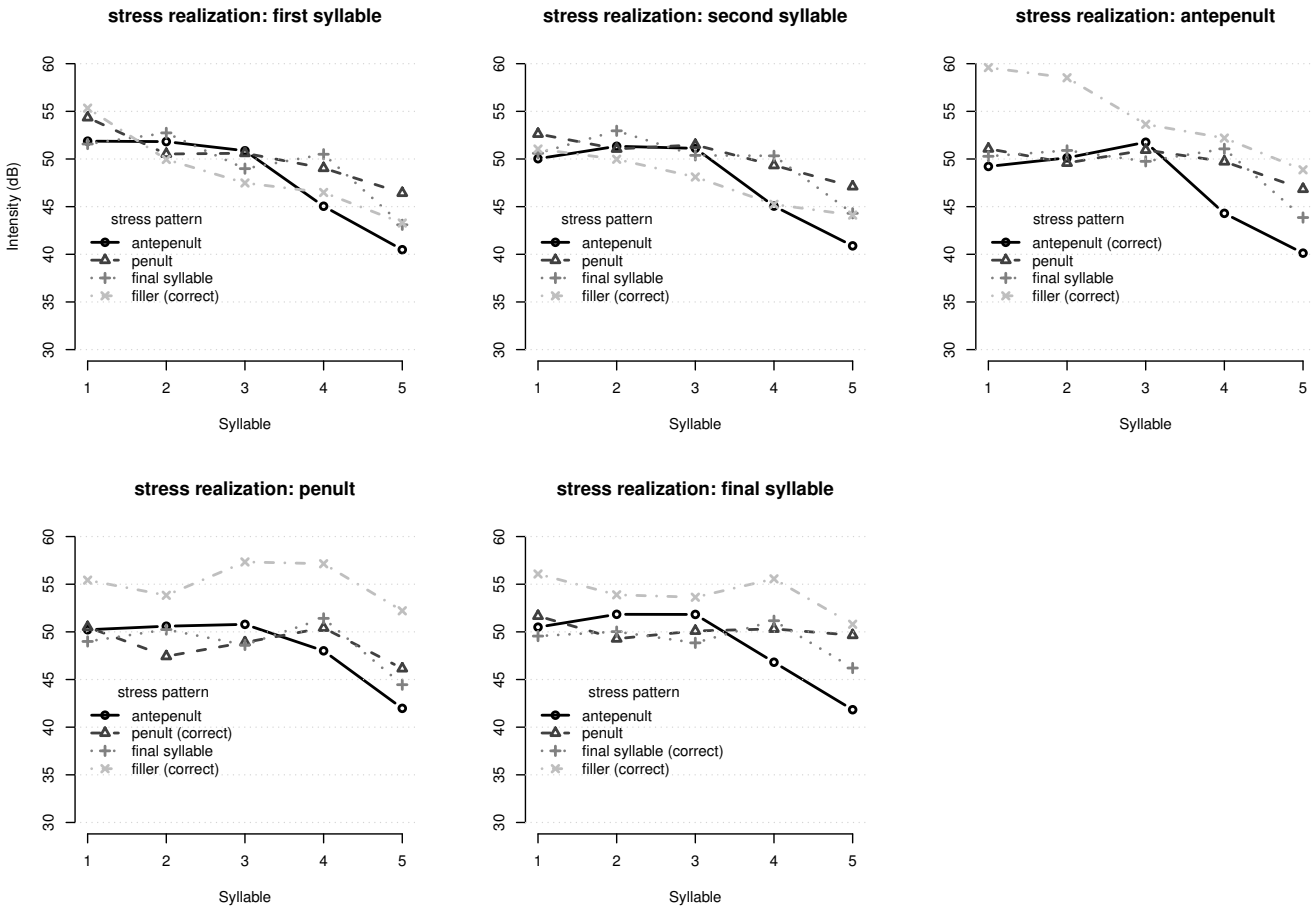 stress realization: first syllable
60
55
50
45
40
35
30
Intensity (dB)
stress pattern
antepenult
penult
final syllable
filler (correct)
1 2 3 4 5
Syllable
stress realization: second syllable
60
55
50
45
40
35
30
stress pattern
antepenult
penult
final syllable
filler (correct)
1 2 3 4 5
Syllable
stress realization: antepenult
60
55
50
45
40
35
30
stress pattern
antepenult (correct)
penult
final syllable
filler (correct)
1 2 3 4 5
Syllable
stress realization: penult
60
55
50
45
40
35
30
stress pattern
antepenult
penult (correct)
final syllable
filler (correct)
1 2 3 4 5
Syllable
stress realization: final syllable
60
55
50
45
40
35
30
stress pattern
antepenult
penult
final syllable (correct)
filler (correct)
1 2 3 4 5
Syllable